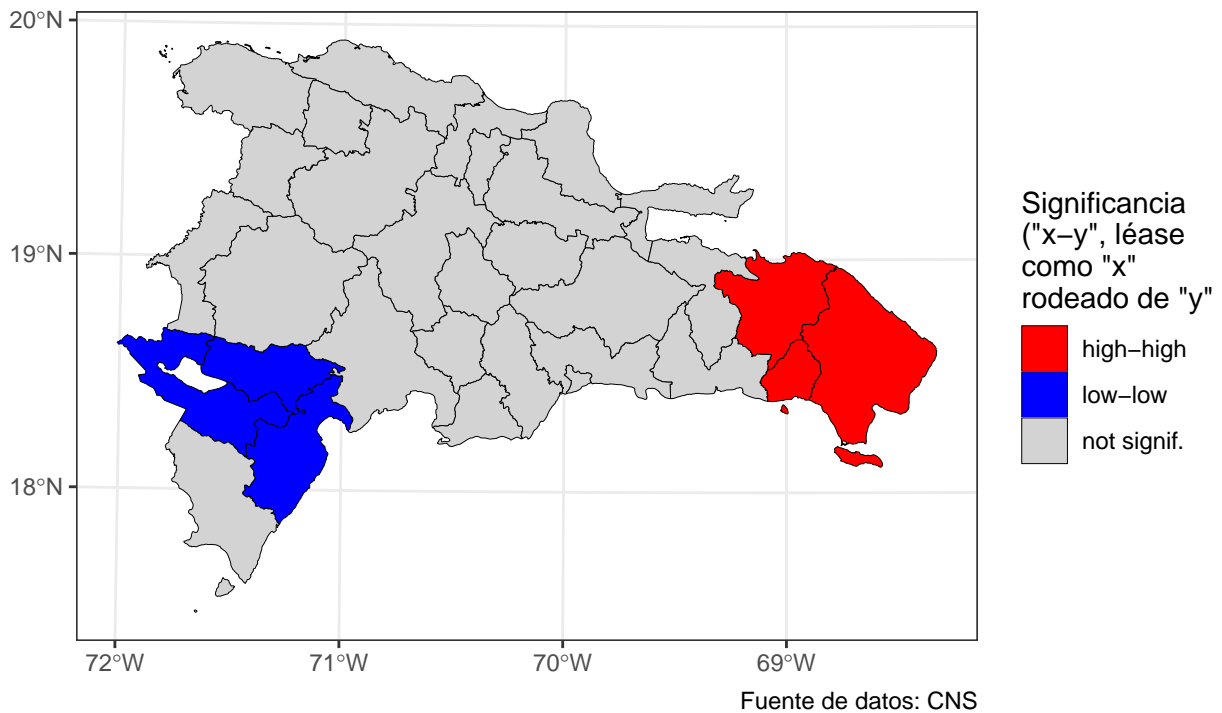 20°N
19°N
18°N
72°W
71°W
70°W
69°W
Fuente de datos: CNS
Significancia
("x−y", léase
como "x"
rodeado de "y"
high−high
low−low
not signif.